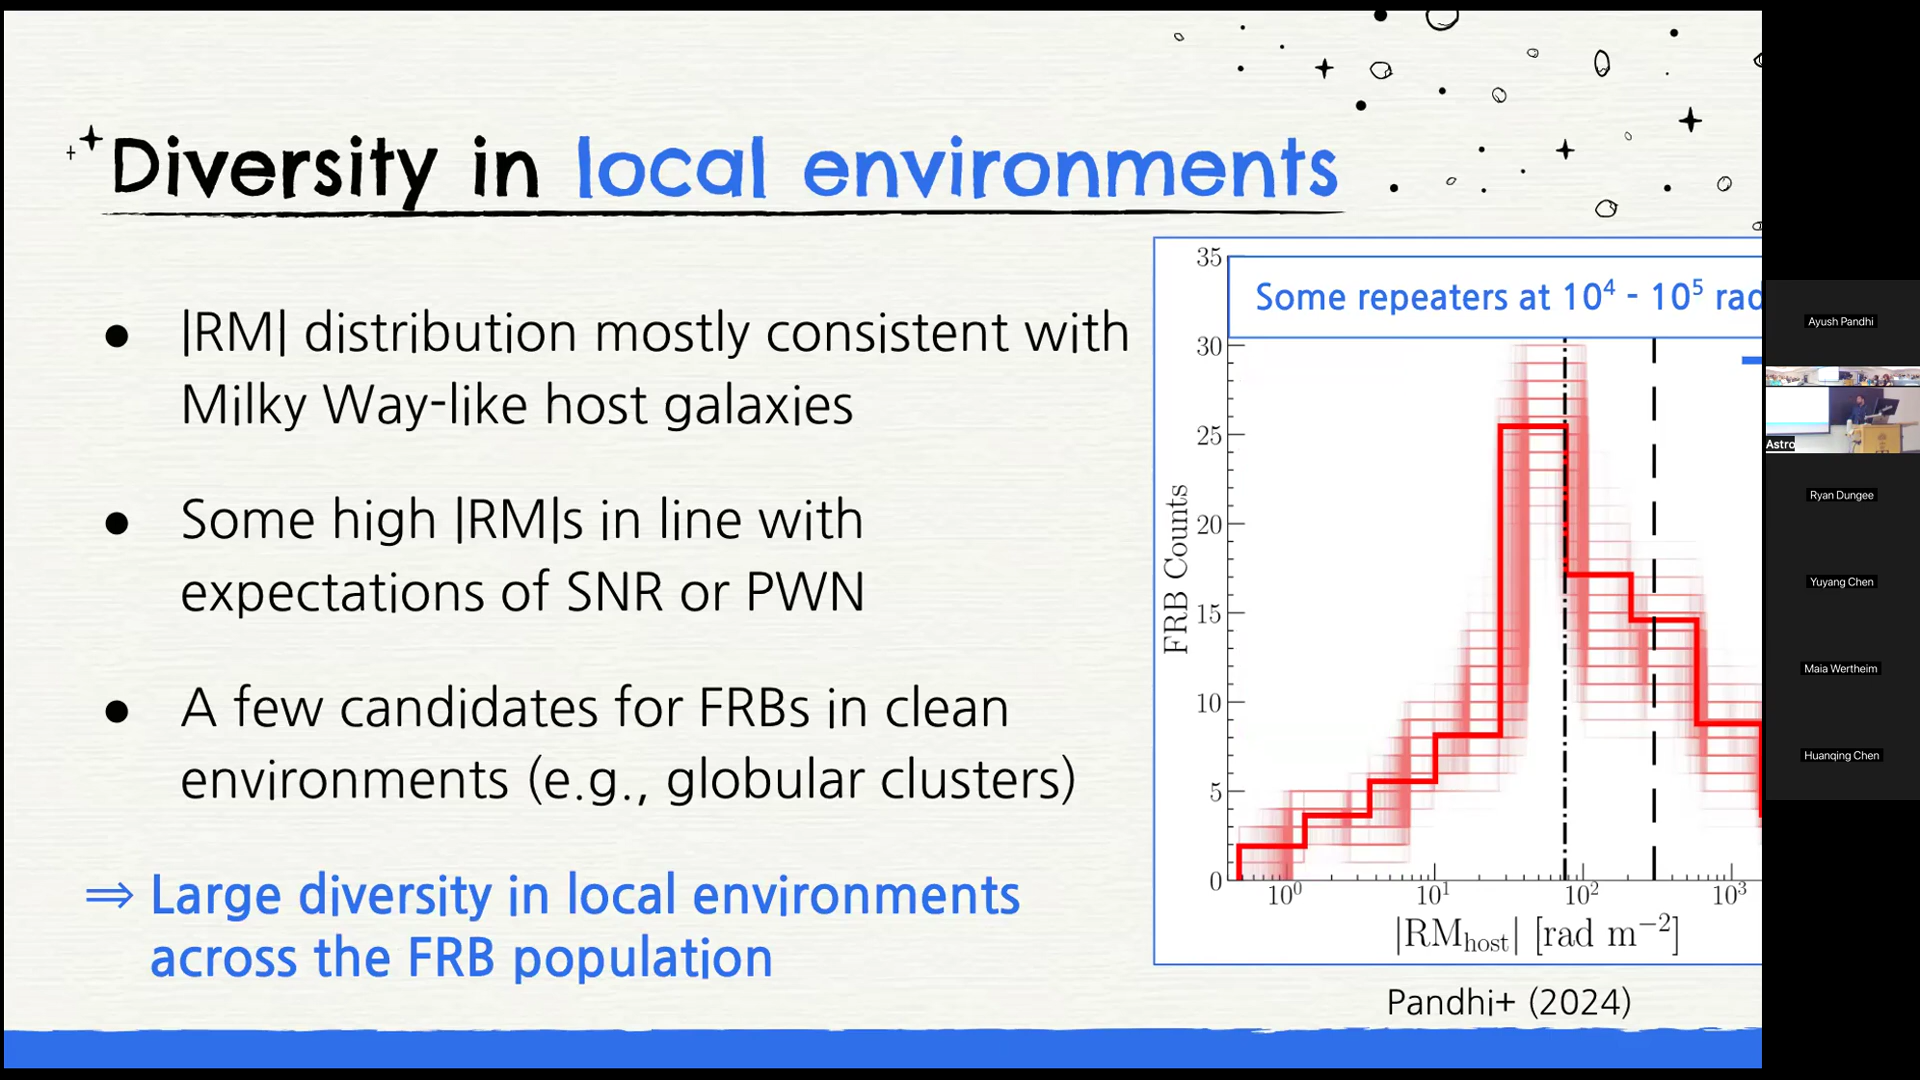 Diversity in local environments
● |RM| distribution mostly consistent with
Milky Way-like host galaxies
● Some high |RM|s in line with
expectations of SNR or PWN
● A few candidates for FRBs in clean
environments (e.g., globular clusters)
⇒ Large diversity in local environments
across the FRB population
Some repeaters at 10⁴ - 10⁵ rad
FRB Counts
35
30
25
20
15
10
5
0
10⁰ 10¹ 10² 10³
|RM_host| [rad m⁻²]
Pandhi+ (2024)
Ayush Pandhi
Astro
Ryan Dungee
Yuyang Chen
Maia Wertheim
Huanqing Chen